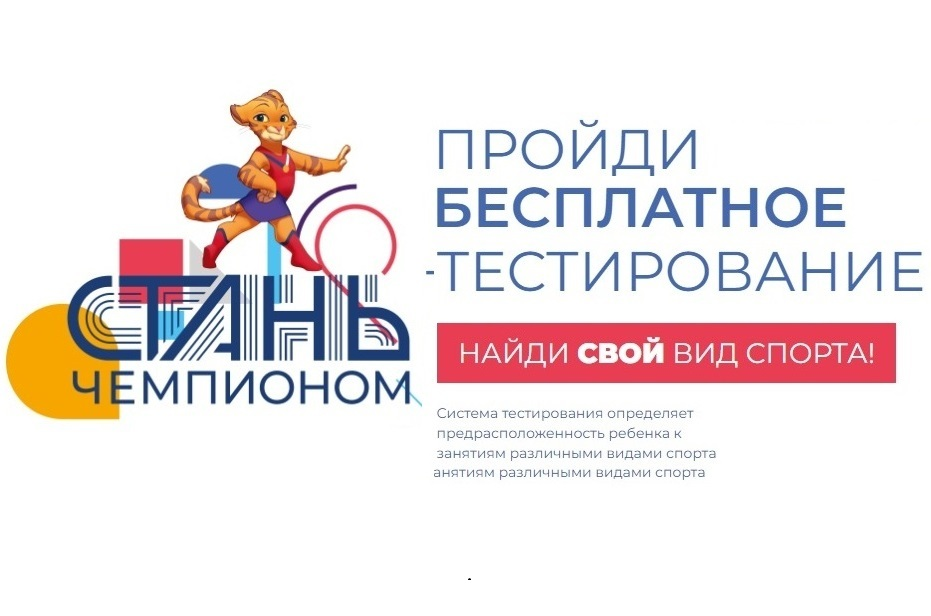 СТАНЬ
ЧЕМПИОНОМ
ПРОЙДИ
БЕСПЛАТНОЕ
-ТЕСТИРОВАНИЕ
НАЙДИ СВОЙ ВИД СПОРТА!
Система тестирования определяет
предрасположенность ребенка к
занятиям различными видами спорта
анятиям различными видами спорта